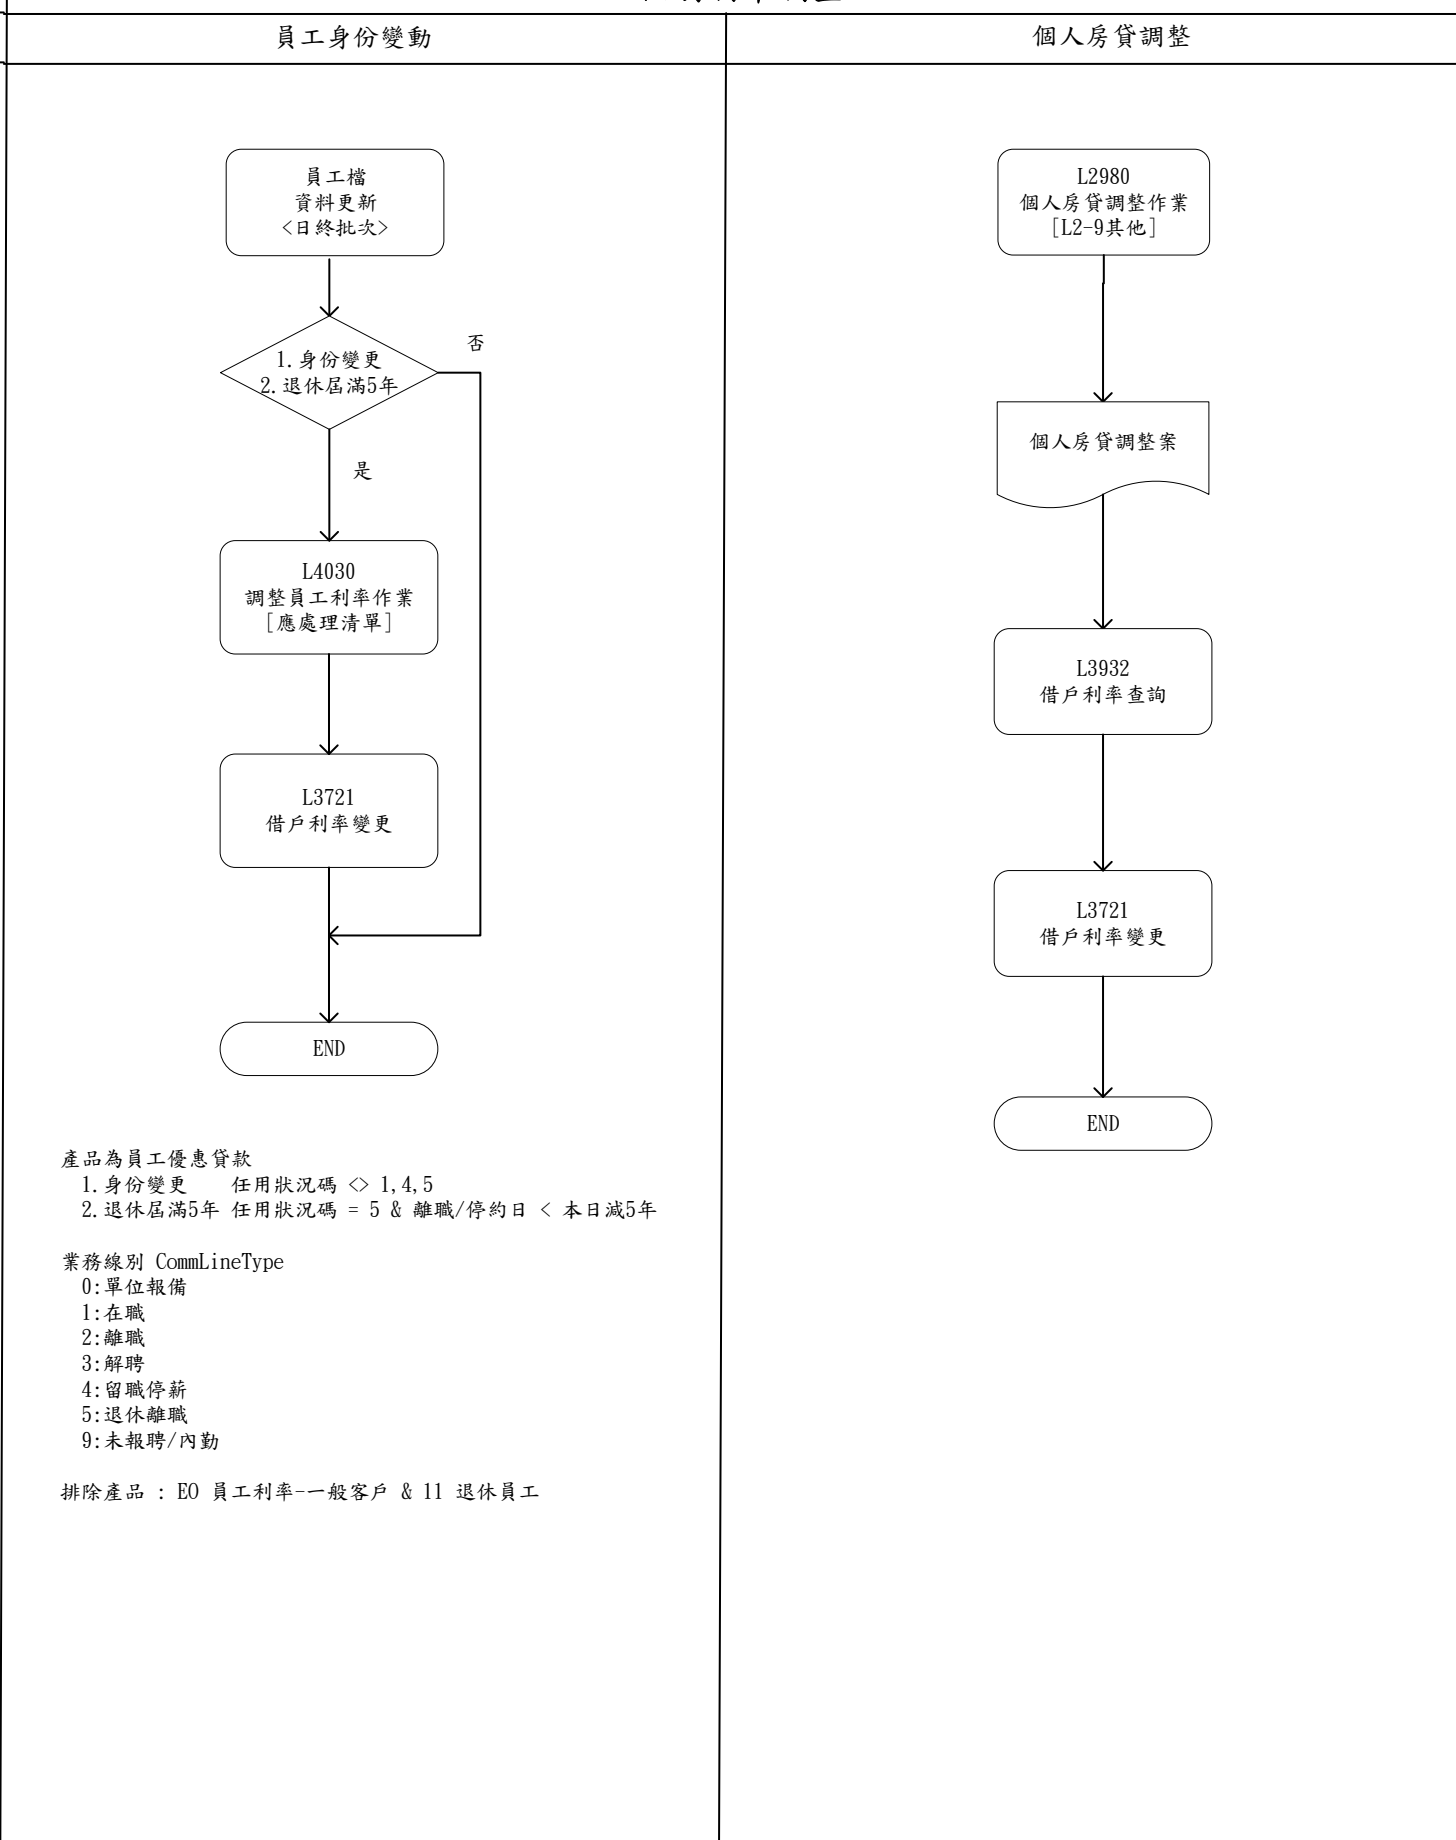 員工身份變動
個人房貸調整
員工檔
資料更新
<日終批次>
1.身份變更
2.退休屆滿5年
否
是
L4030
調整員工利率作業
[應處理清單]
L3721
借戶利率變更
END
產品為員工優惠貸款
1.身份變更 任用狀況碼 <> 1,4,5
2.退休屆滿5年 任用狀況碼 = 5 & 離職/停約日 < 本日減5年
業務線別 CommLineType
0:單位報備
1:在職
2:離職
3:解聘
4:留職停薪
5:退休離職
9:未報聘/內勤
排除產品 : EO 員工利率-一般客戶 & 11 退休員工
L2980
個人房貸調整作業
[L2-9其他]
個人房貸調整案
L3932
借戶利率查詢
L3721
借戶利率變更
END